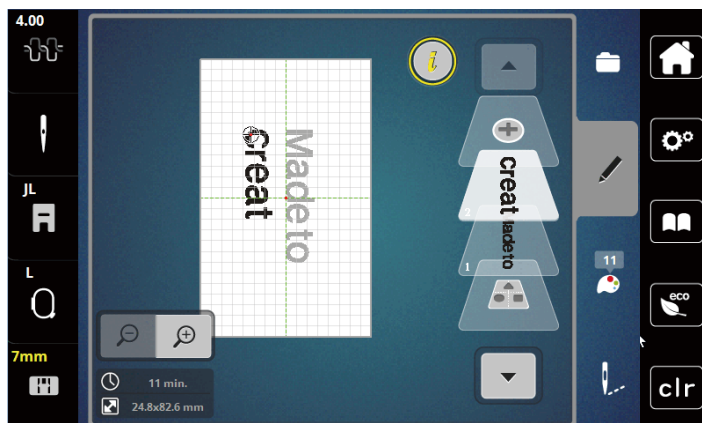 4.00
JL
L
7mm
Made to
Creat
i
11 min.
24.8x82.6 mm
creat
2
Made to
1
11
eco
clr